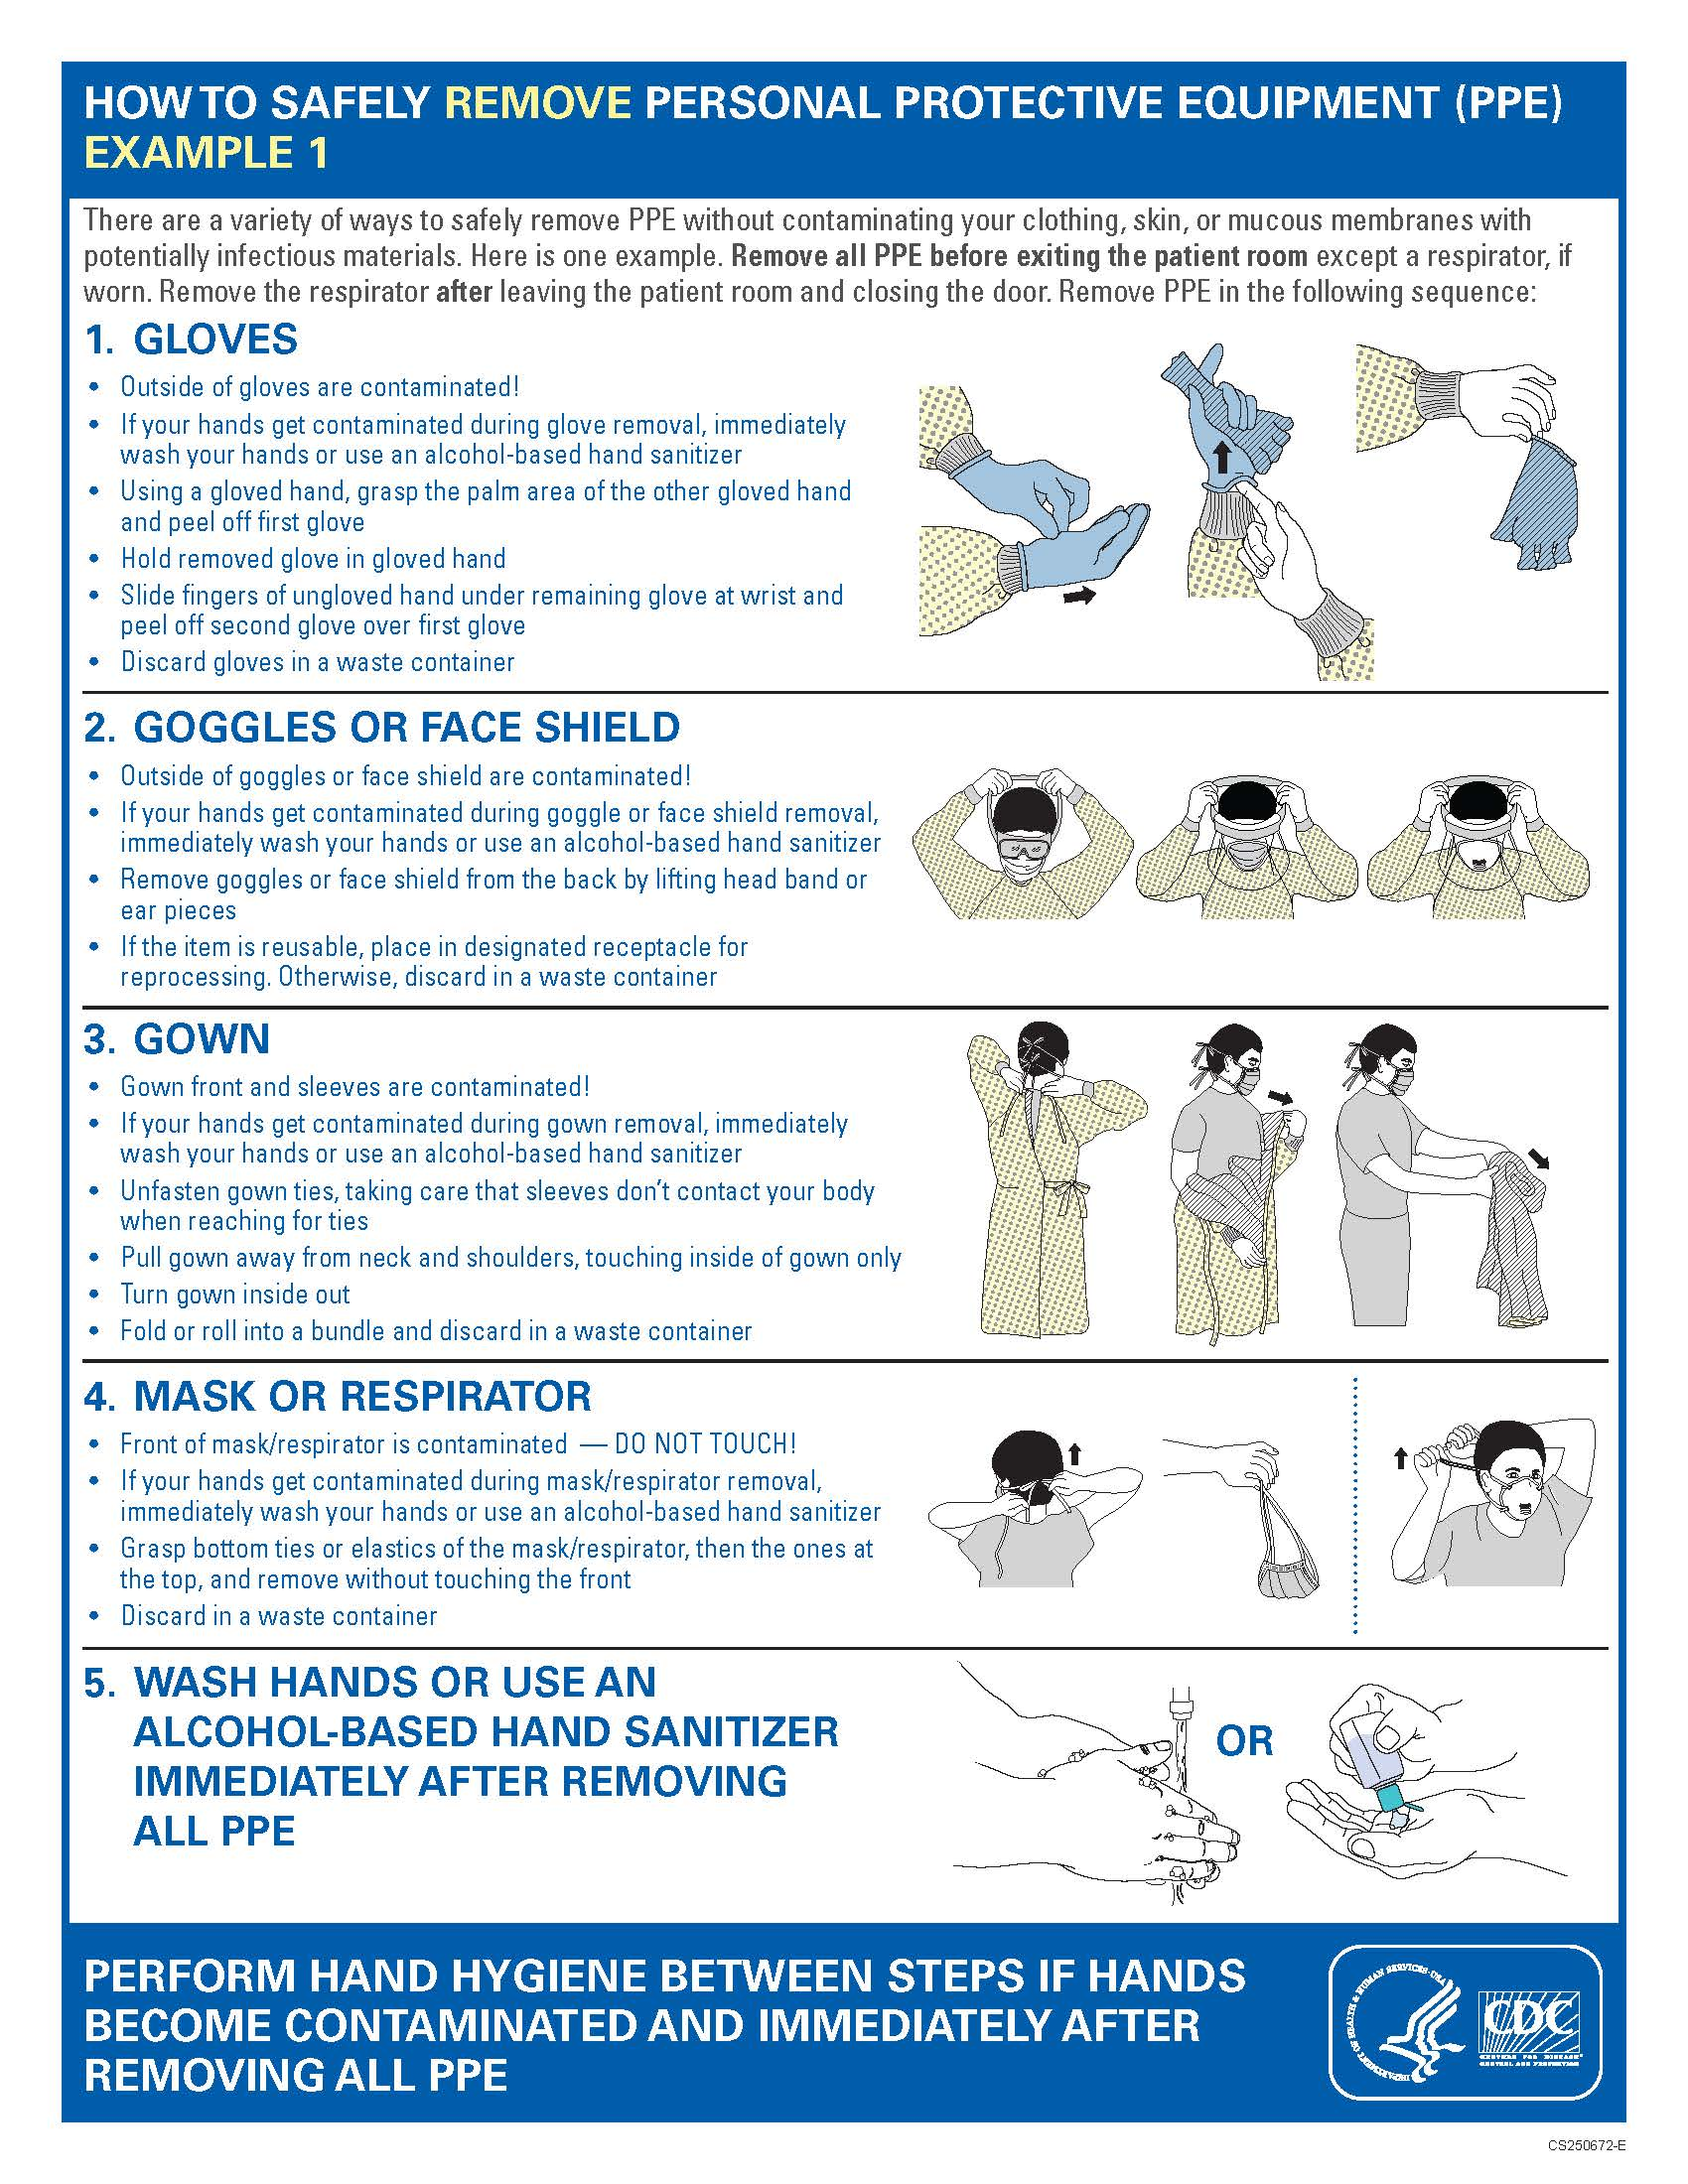 HOW TO SAFELY REMOVE PERSONAL PROTECTIVE EQUIPMENT (PPE)
EXAMPLE 1
There are a variety of ways to safely remove PPE without contaminating your clothing, skin, or mucous membranes with
potentially infectious materials. Here is one example. Remove all PPE before exiting the patient room except a respirator, if
worn. Remove the respirator after leaving the patient room and closing the door. Remove PPE in the following sequence:
1. GLOVES
• Outside of gloves are contaminated!
• If your hands get contaminated during glove removal, immediately
wash your hands or use an alcohol-based hand sanitizer
• Using a gloved hand, grasp the palm area of the other gloved hand
and peel off first glove
• Hold removed glove in gloved hand
• Slide fingers of ungloved hand under remaining glove at wrist and
peel off second glove over first glove
• Discard gloves in a waste container
2. GOGGLES OR FACE SHIELD
• Outside of goggles or face shield are contaminated!
• If your hands get contaminated during goggle or face shield removal,
immediately wash your hands or use an alcohol-based hand sanitizer
• Remove goggles or face shield from the back by lifting head band or
ear pieces
• If the item is reusable, place in designated receptacle for
reprocessing. Otherwise, discard in a waste container
3. GOWN
• Gown front and sleeves are contaminated!
• If your hands get contaminated during gown removal, immediately
wash your hands or use an alcohol-based hand sanitizer
• Unfasten gown ties, taking care that sleeves don't contact your body
when reaching for ties
• Pull gown away from neck and shoulders, touching inside of gown only
• Turn gown inside out
• Fold or roll into a bundle and discard in a waste container
4. MASK OR RESPIRATOR
• Front of mask/respirator is contaminated — DO NOT TOUCH!
• If your hands get contaminated during mask/respirator removal,
immediately wash your hands or use an alcohol-based hand sanitizer
• Grasp bottom ties or elastics of the mask/respirator, then the ones at
the top, and remove without touching the front
• Discard in a waste container
5. WASH HANDS OR USE AN
ALCOHOL-BASED HAND SANITIZER
IMMEDIATELY AFTER REMOVING
ALL PPE
OR
PERFORM HAND HYGIENE BETWEEN STEPS IF HANDS
BECOME CONTAMINATED AND IMMEDIATELY AFTER
REMOVING ALL PPE
DEPARTMENT OF HEALTH & HUMAN SERVICES·USA
CDC
CENTERS FOR DISEASE
CONTROL AND PREVENTION
CS250672-E